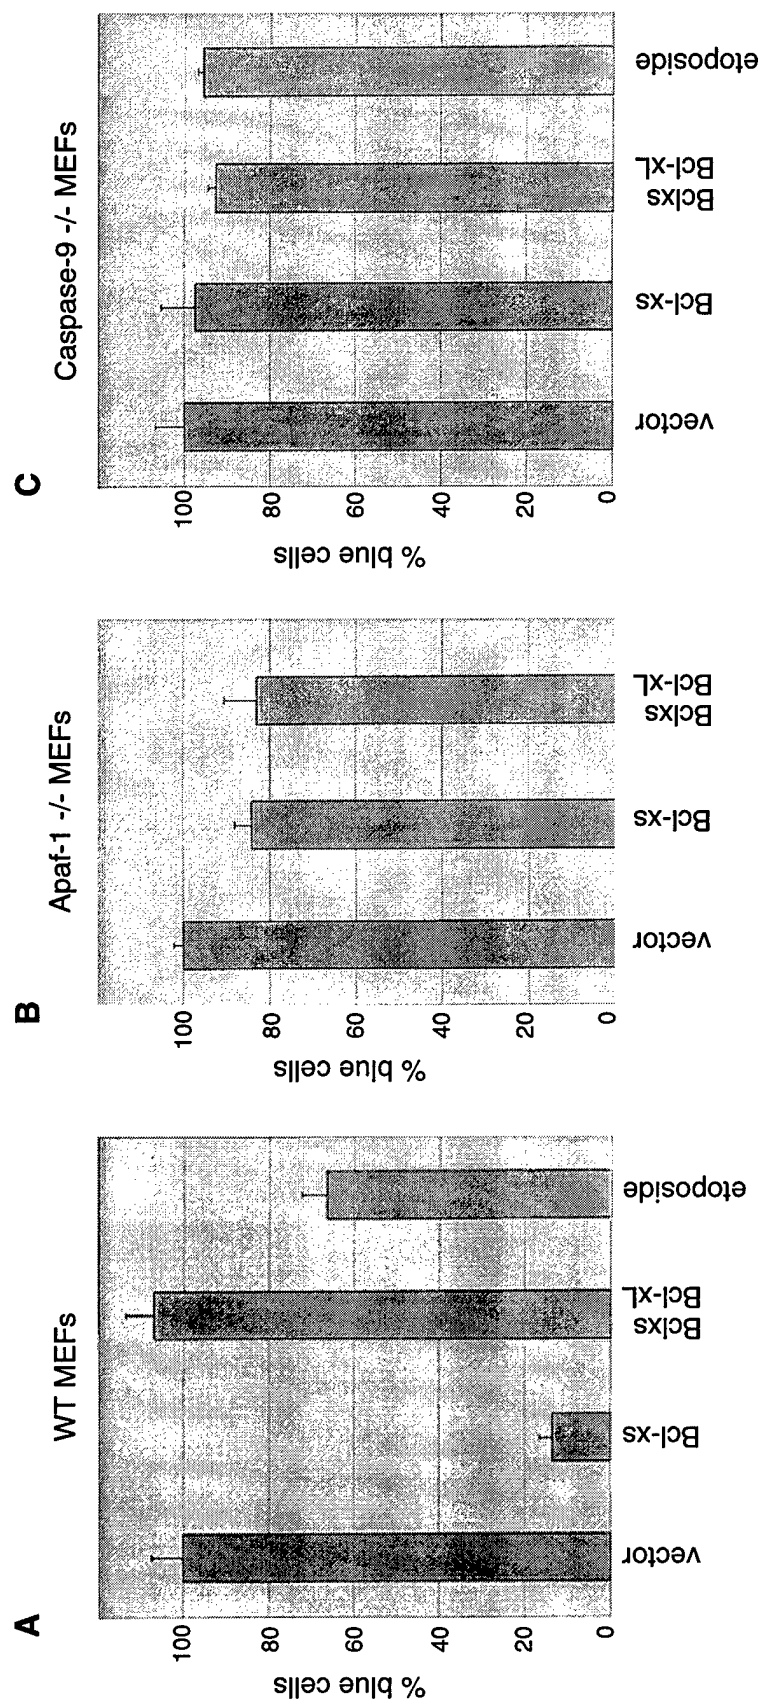 A
WT MEFs
% blue cells
100
80
60
40
20
0
vector
Bcl-xs
Bclxs
Bcl-xL
etoposide
B
Apaf-1 -/- MEFs
% blue cells
100
80
60
40
20
0
vector
Bcl-xs
Bclxs
Bcl-xL
C
Caspase-9 -/- MEFs
% blue cells
100
80
60
40
20
0
vector
Bcl-xs
Bclxs
Bcl-xL
etoposide